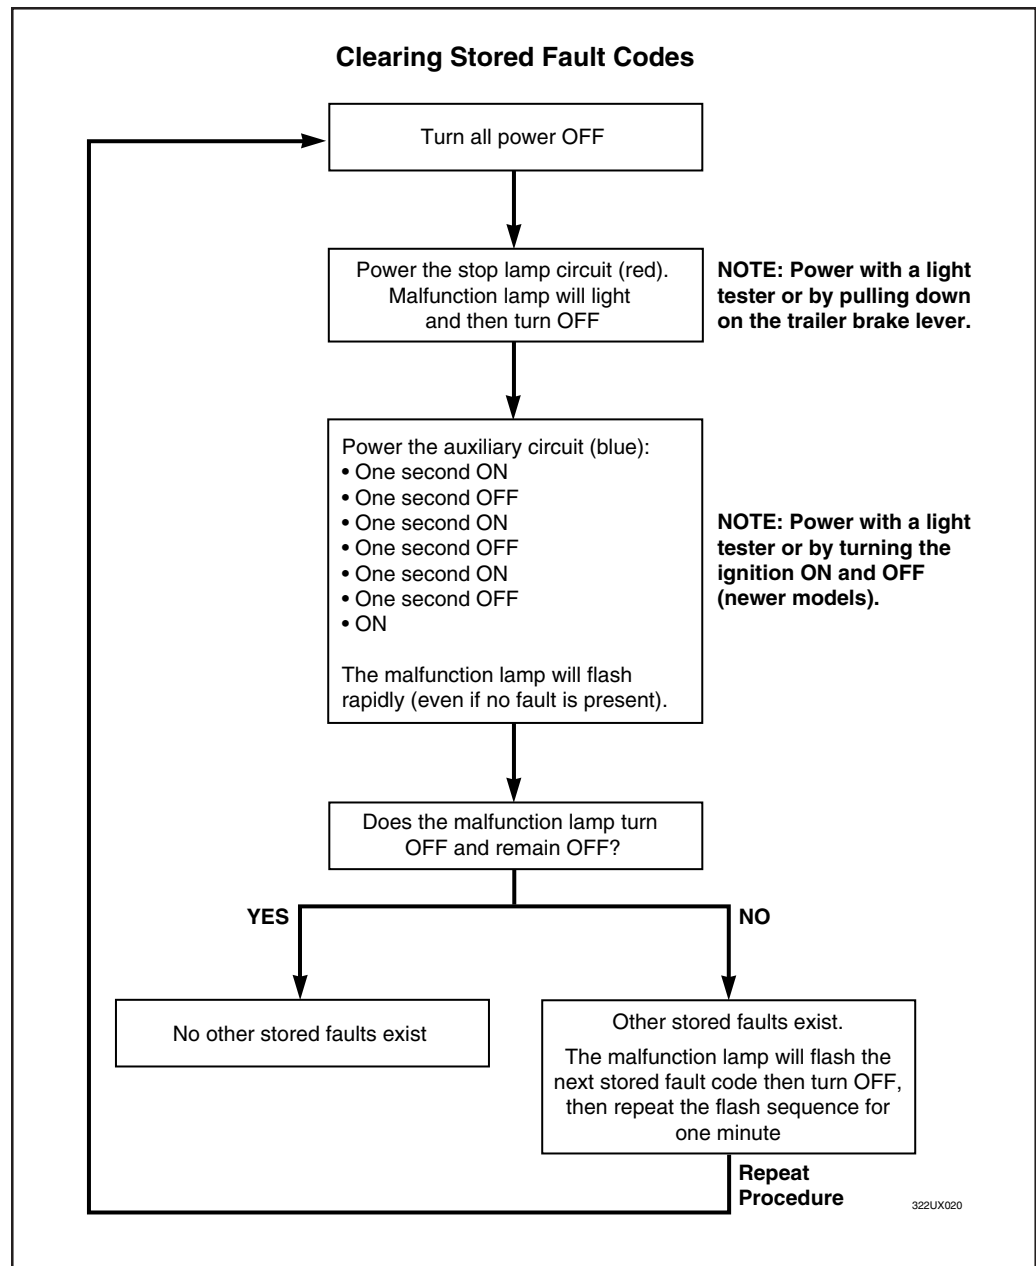 Clearing Stored Fault Codes
Turn all power OFF
Power the stop lamp circuit (red).
Malfunction lamp will light
and then turn OFF
NOTE: Power with a light
tester or by pulling down
on the trailer brake lever.
Power the auxiliary circuit (blue):
• One second ON
• One second OFF
• One second ON
• One second OFF
• One second ON
• One second OFF
• ON
The malfunction lamp will flash
rapidly (even if no fault is present).
NOTE: Power with a light
tester or by turning the
ignition ON and OFF
(newer models).
Does the malfunction lamp turn
OFF and remain OFF?
YES
NO
No other stored faults exist
Other stored faults exist.
The malfunction lamp will flash the
next stored fault code then turn OFF,
then repeat the flash sequence for
one minute
Repeat
Procedure
322UX020